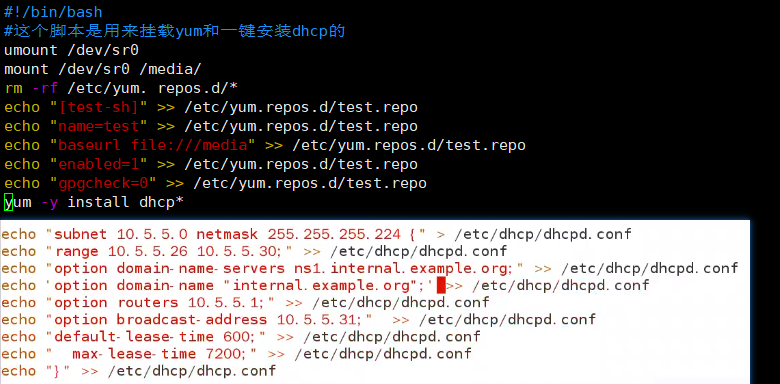 #!/bin/bash
#这个脚本是用来挂载yum和一键安装dhcp的
umount /dev/sr0
mount /dev/sr0 /media/
rm -rf /etc/yum. repos.d/*
echo "[test-sh]" >> /etc/yum.repos.d/test.repo
echo "name=test" >> /etc/yum.repos.d/test.repo
echo "baseurl file:///media" >> /etc/yum.repos.d/test.repo
echo "enabled=1" >> /etc/yum.repos.d/test.repo
echo "gpgcheck=0" >> /etc/yum.repos.d/test.repo
yum -y install dhcp*
echo "subnet 10.5.5.0 netmask 255.255.255.224 {" > /etc/dhcp/dhcpd.conf
echo "range 10.5.5.26 10.5.5.30;" >> /etc/dhcp/dhcpd.conf
echo "option domain-name-servers ns1.internal.example.org;" >> /etc/dhcp/dhcpd.conf
echo 'option domain-name "internal.example.org";' >> /etc/dhcp/dhcpd.conf
echo "option routers 10.5.5.1;" >> /etc/dhcp/dhcpd.conf
echo "option broadcast-address 10.5.5.31;"  >> /etc/dhcp/dhcpd.conf
echo "default-lease-time 600;" >> /etc/dhcp/dhcpd.conf
echo "  max-lease-time 7200;" >> /etc/dhcp/dhcpd.conf
echo "}" >> /etc/dhcp/dhcp.conf